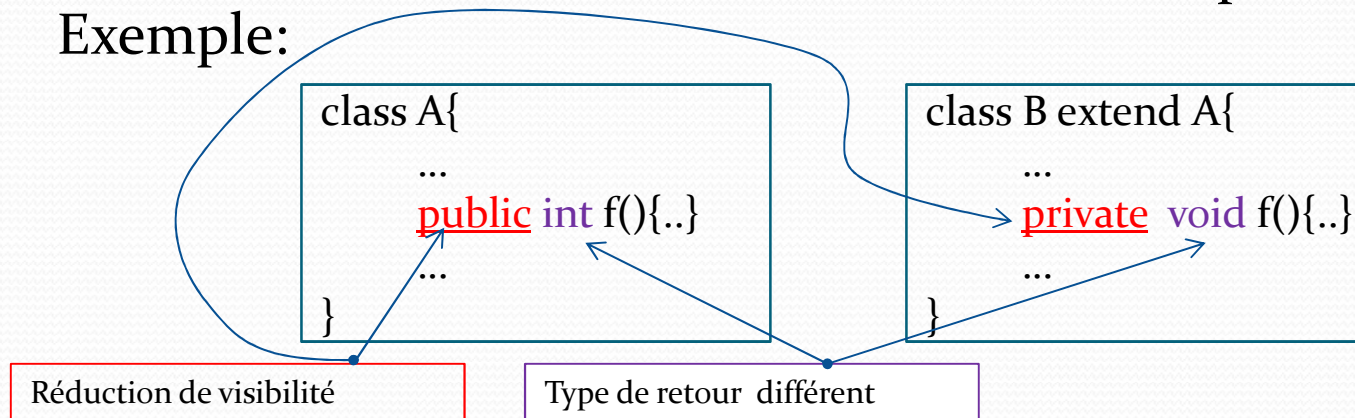 Exemple:
class A{
...
public int f(){..}
...
}
class B extend A{
...
private void f(){..}
...
}
Réduction de visibilité
Type de retour différent